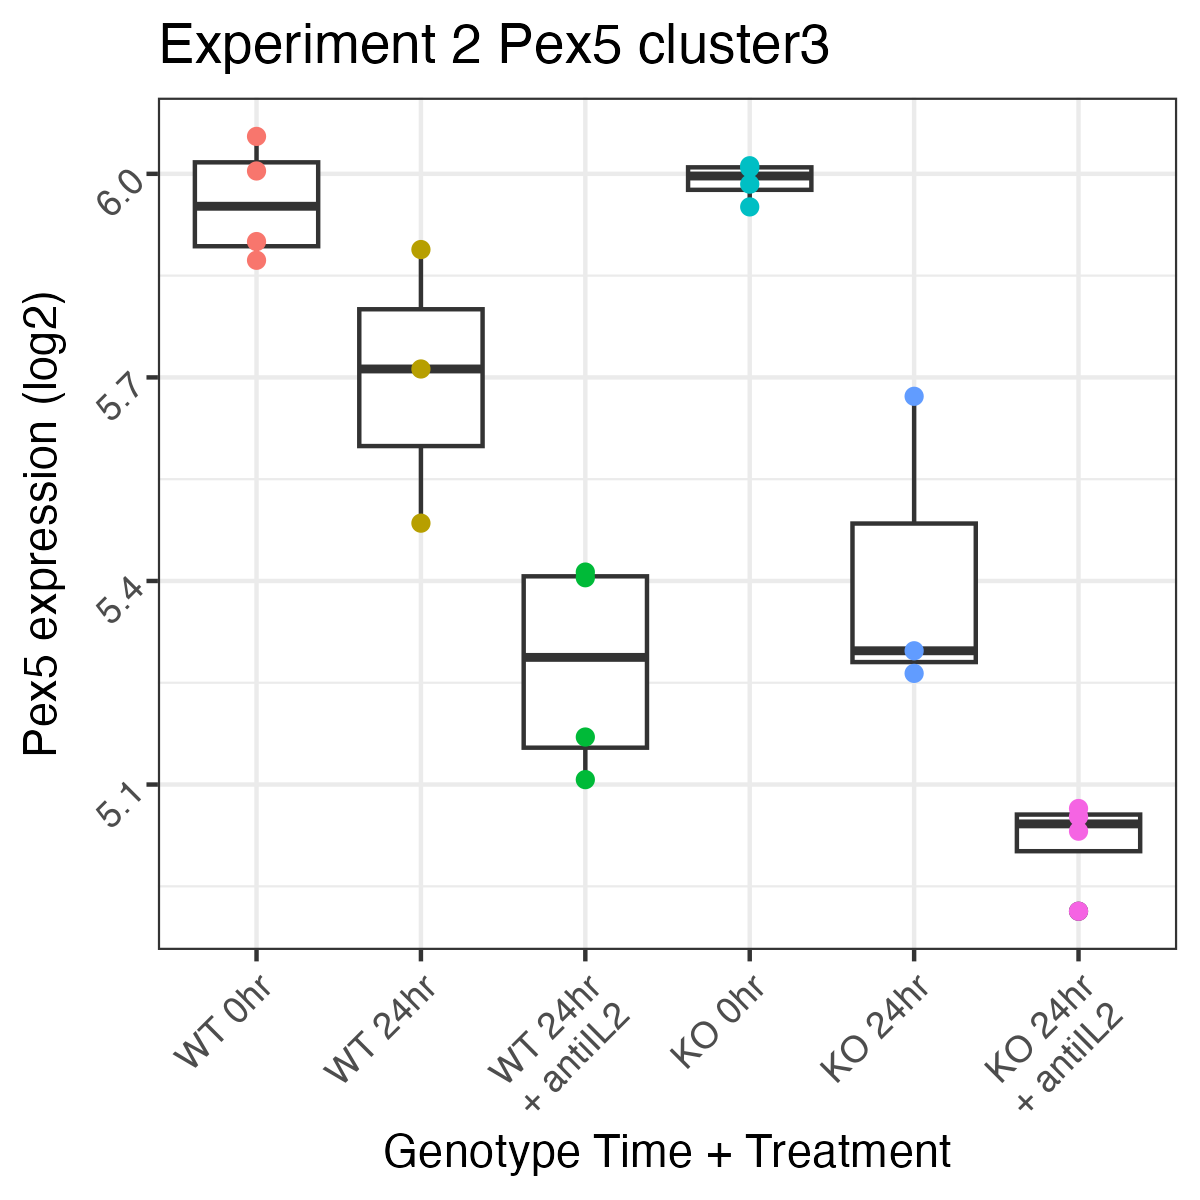 Experiment 2 Pex5 cluster3
Pex5 expression (log2)
6.0
5.7
5.4
5.1
WT 0hr
WT 24hr
WT 24hr
+ antiIL2
KO 0hr
KO 24hr
KO 24hr
+ antiIL2
Genotype Time + Treatment